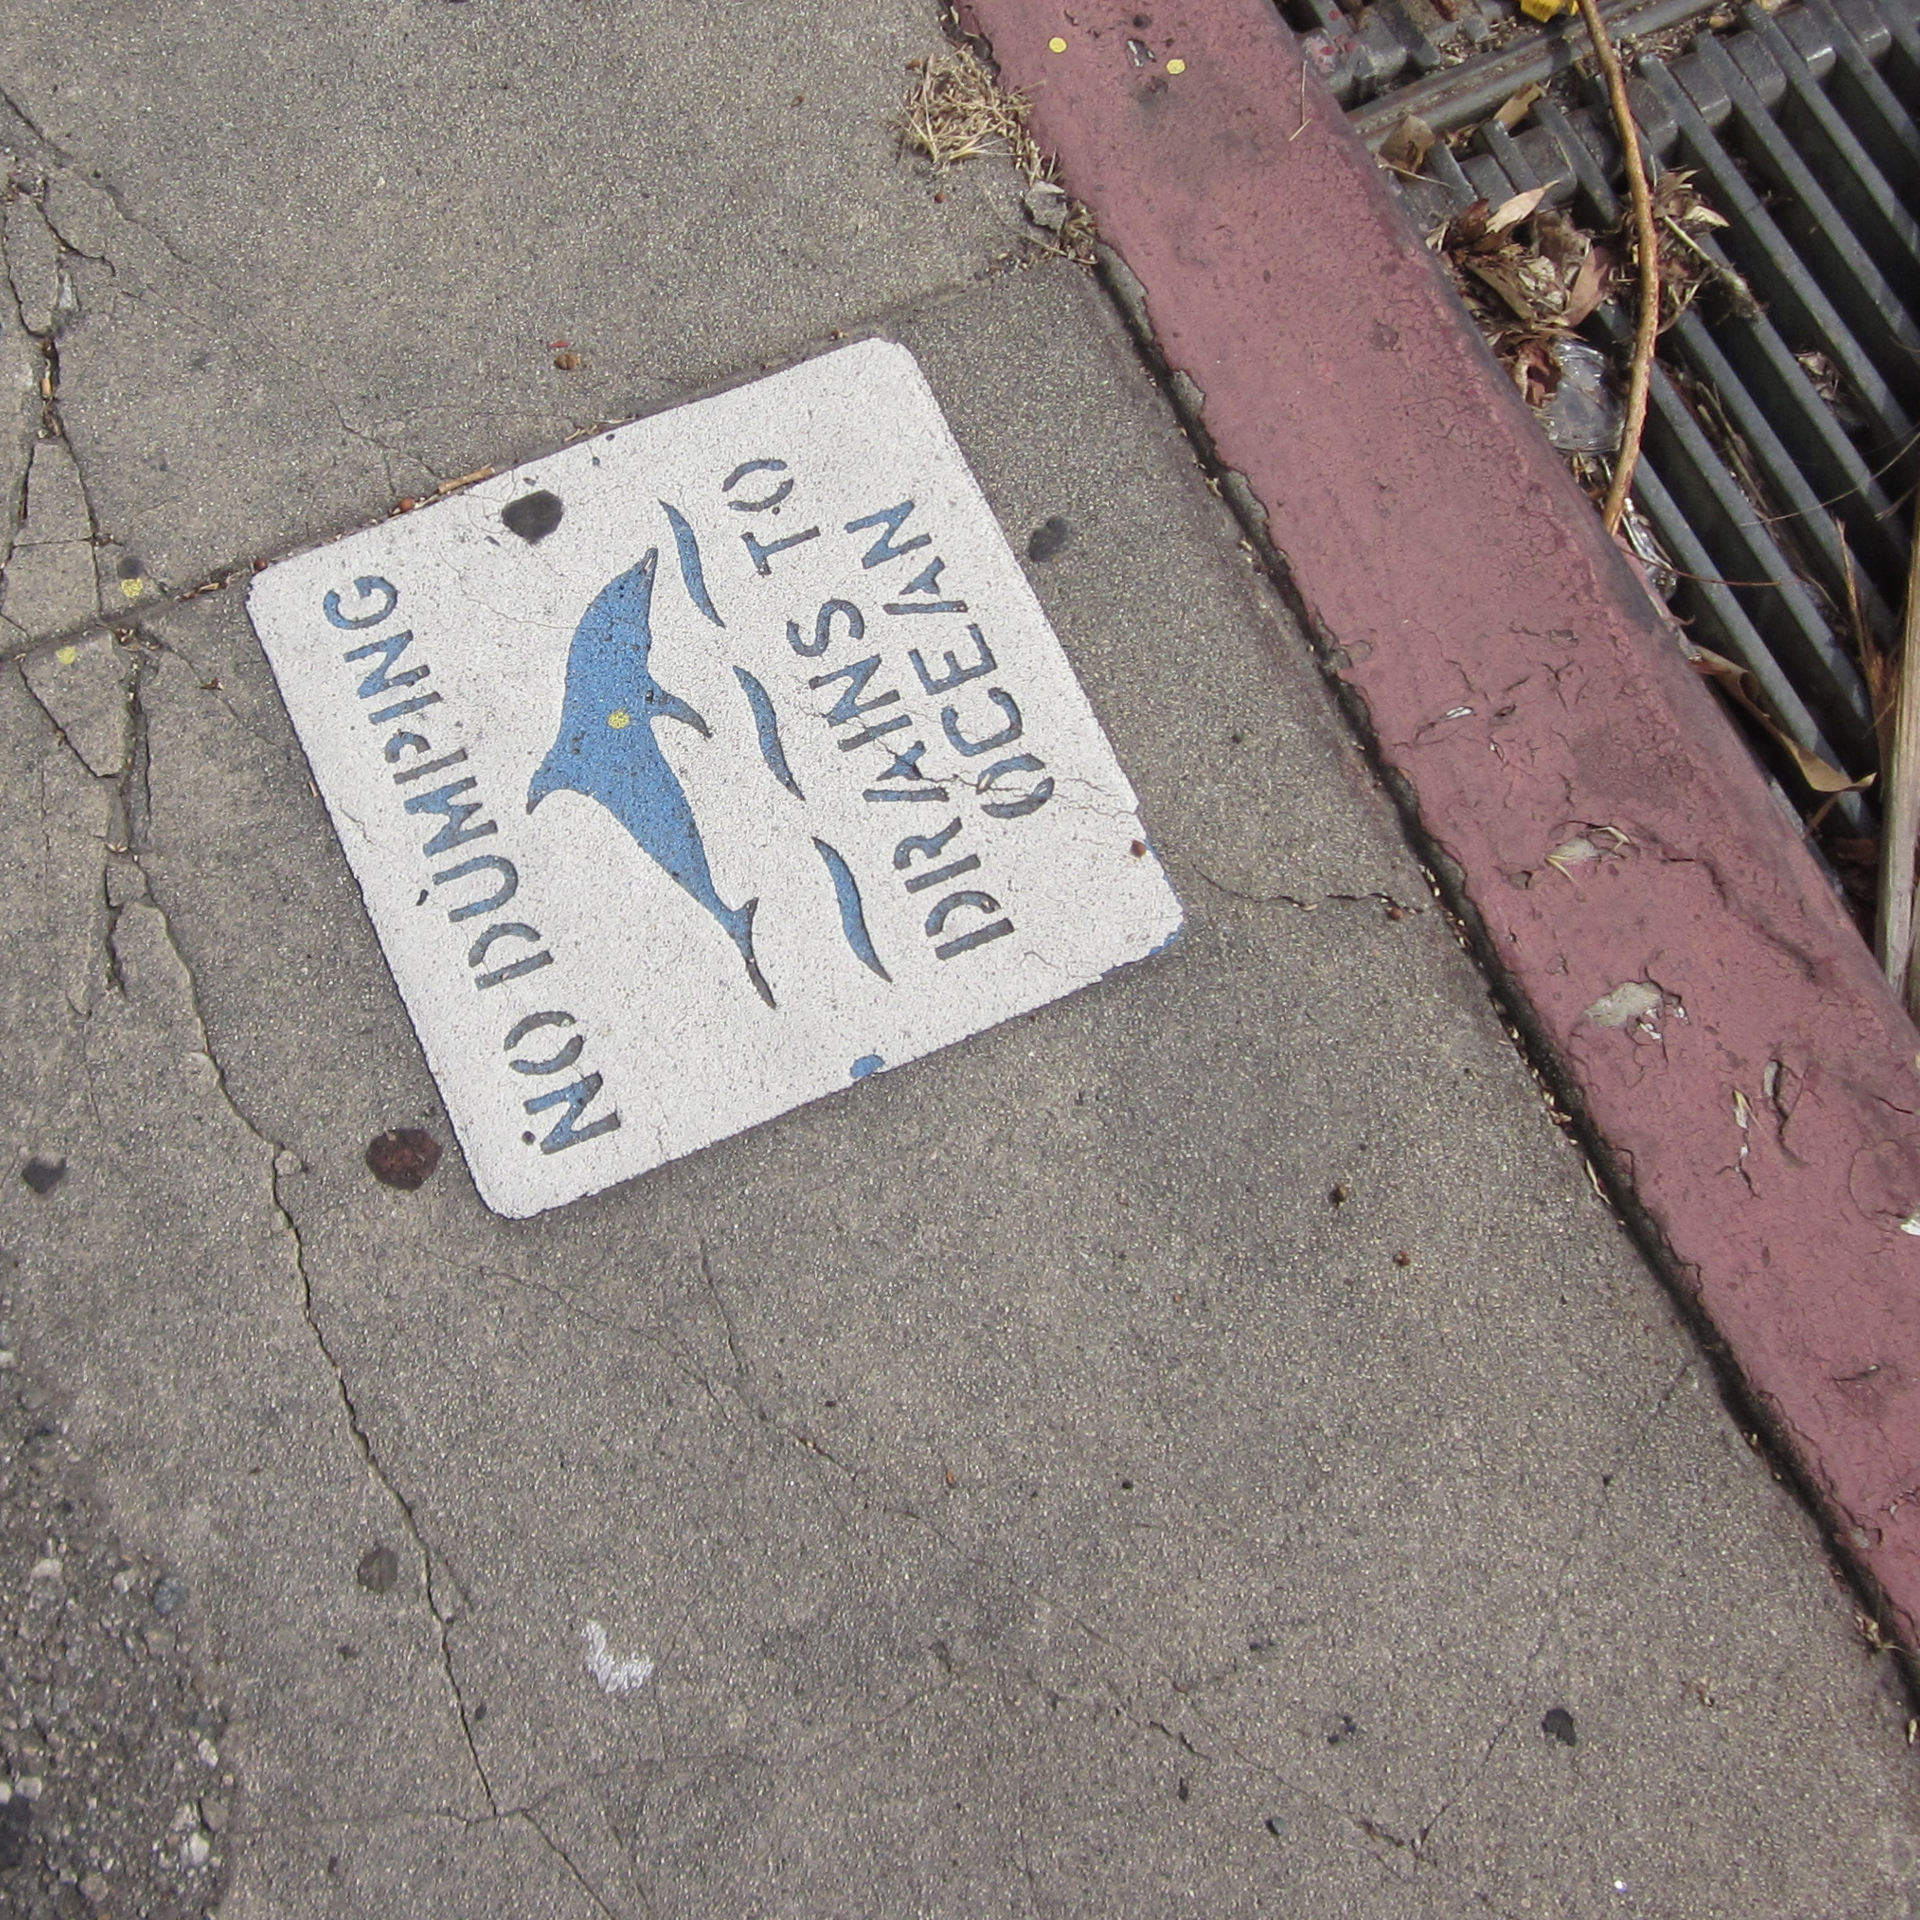 NO DUMPING
DRAINS TO
OCEAN